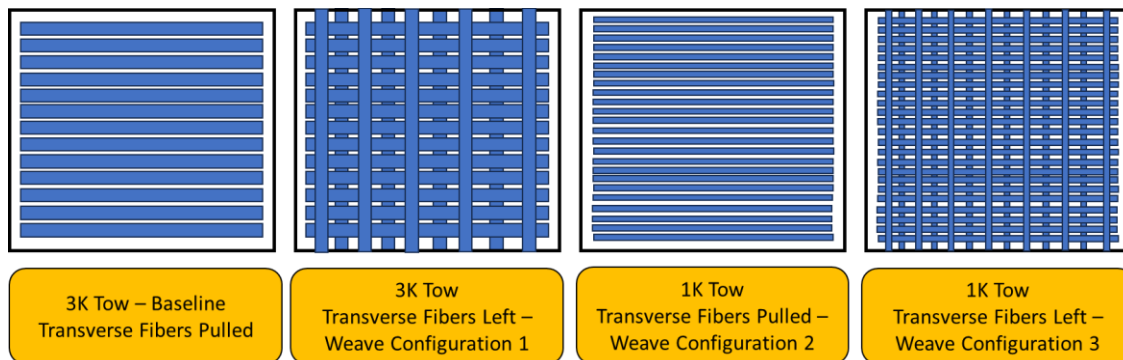 3K Tow – Baseline
Transverse Fibers Pulled
3K Tow
Transverse Fibers Left –
Weave Configuration 1
1K Tow
Transverse Fibers Pulled –
Weave Configuration 2
1K Tow
Transverse Fibers Left –
Weave Configuration 3